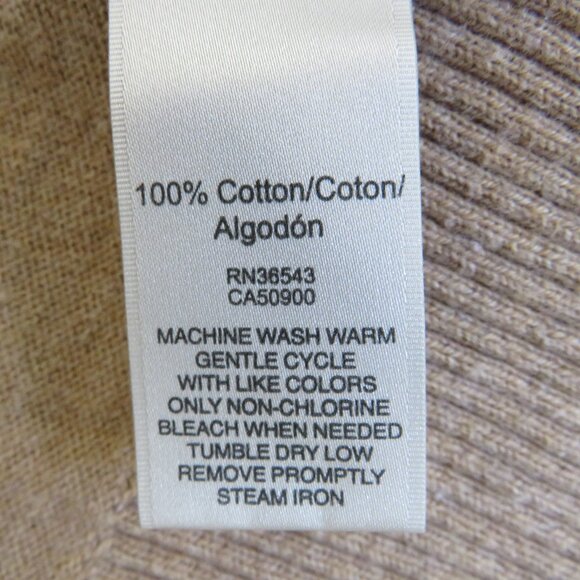 100% Cotton/Coton/
Algodón
RN36543
CA50900
MACHINE WASH WARM
GENTLE CYCLE
WITH LIKE COLORS
ONLY NON-CHLORINE
BLEACH WHEN NEEDED
TUMBLE DRY LOW
REMOVE PROMPTLY
STEAM IRON